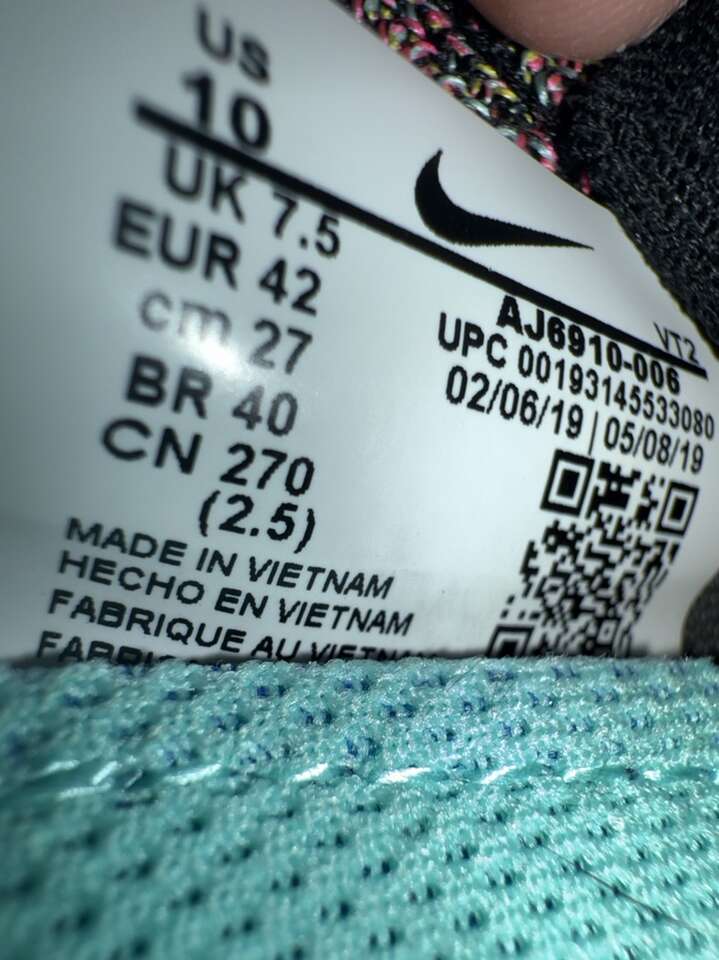 US
10
UK 7.5
EUR 42
cm 27
BR 40
CN 270
(2.5)
MADE IN VIETNAM
HECHO EN VIETNAM
FABRIQUE AU VIETNAM
VT2
AJ6910-006
UPC 00193145533080
02/06/19 | 05/08/19